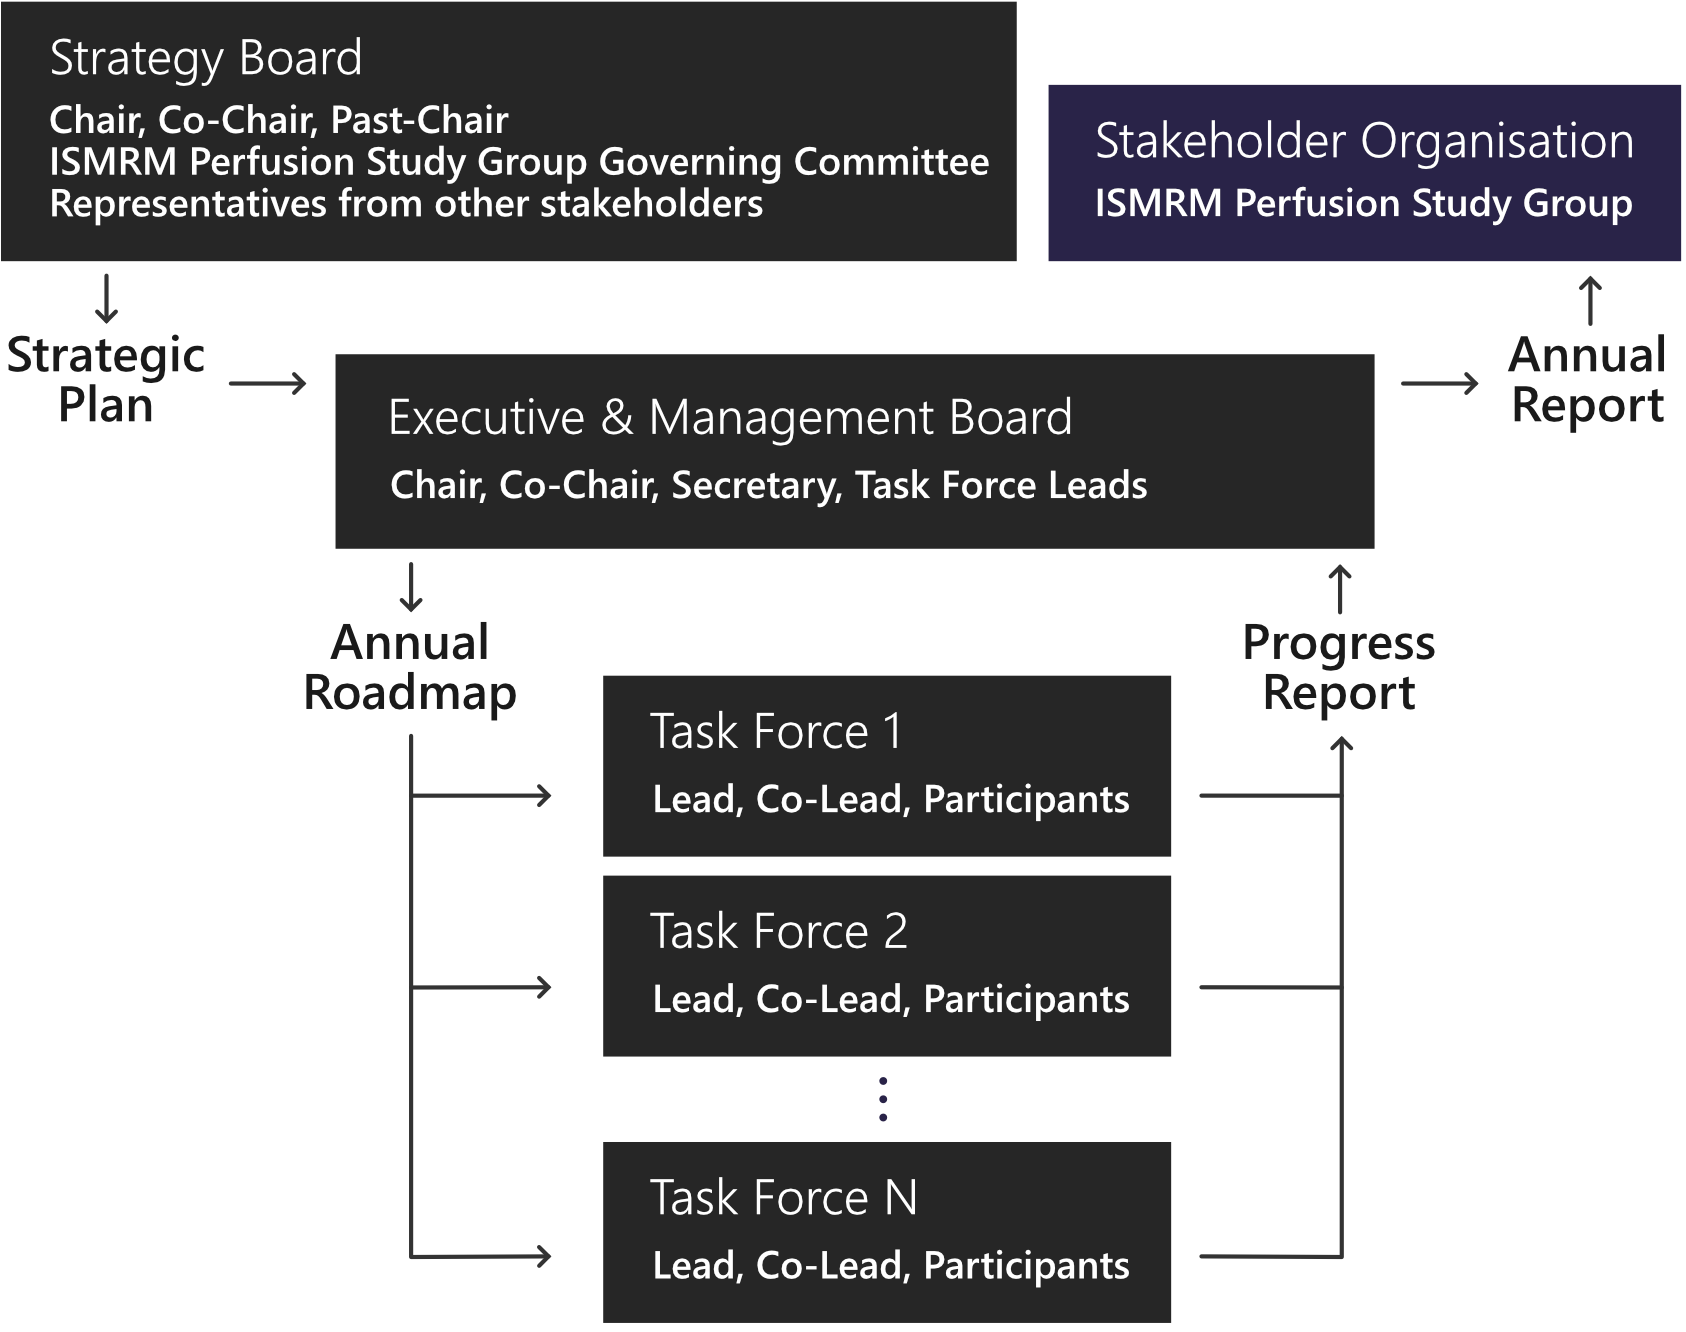 Strategy Board
Chair, Co-Chair, Past-Chair
ISMRM Perfusion Study Group Governing Committee
Representatives from other stakeholders
Stakeholder Organisation
ISMRM Perfusion Study Group
Strategic
Plan
Executive & Management Board
Chair, Co-Chair, Secretary, Task Force Leads
Annual
Report
Annual
Roadmap
Progress
Report
Task Force 1
Lead, Co-Lead, Participants
Task Force 2
Lead, Co-Lead, Participants
Task Force N
Lead, Co-Lead, Participants